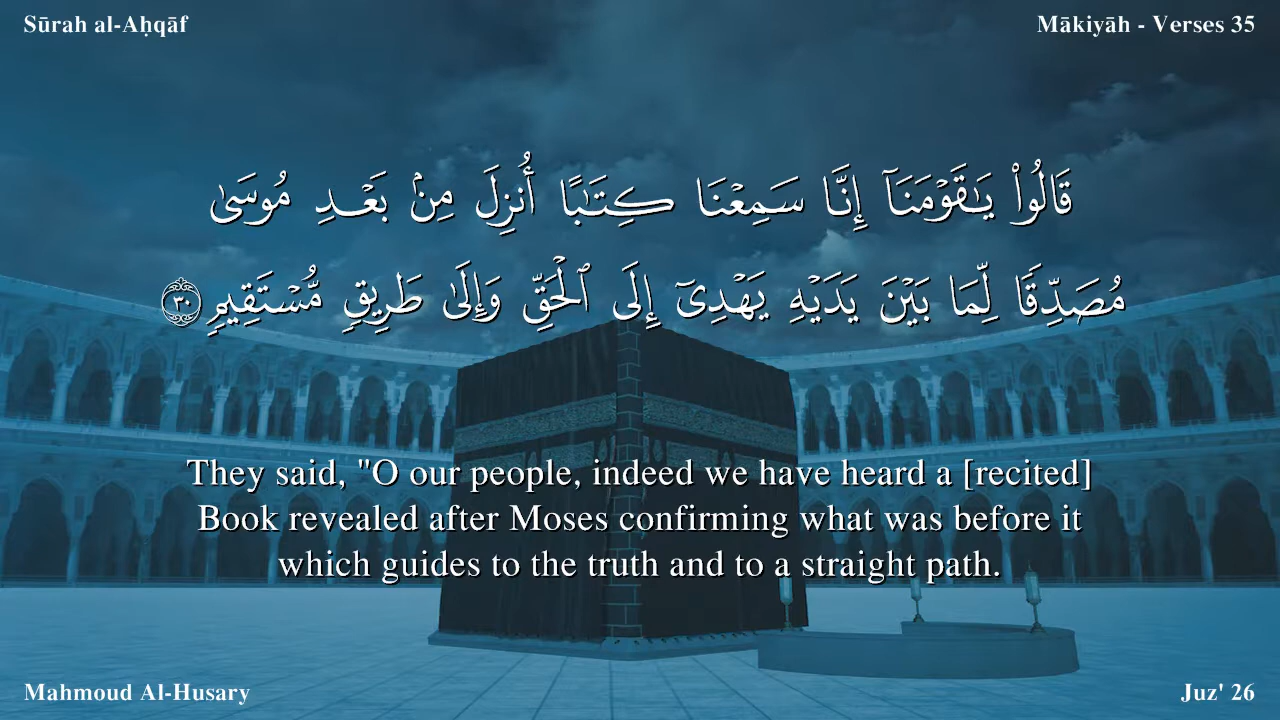 Sūrah al-Aḥqāf
Mākiyāh - Verses 35
قَالُوا۟ يَـٰقَوْمَنَآ إِنَّا سَمِعْنَا كِتَـٰبًا أُنزِلَ مِنۢ بَعْدِ مُوسَىٰ
مُصَدِّقًا لِّمَا بَيْنَ يَدَيْهِ يَهْدِىٓ إِلَى ٱلْحَقِّ وَإِلَىٰ طَرِيقٍ مُّسْتَقِيمٍ ٣٠
They said, "O our people, indeed we have heard a [recited]
Book revealed after Moses confirming what was before it
which guides to the truth and to a straight path.
Mahmoud Al-Husary
Juz' 26